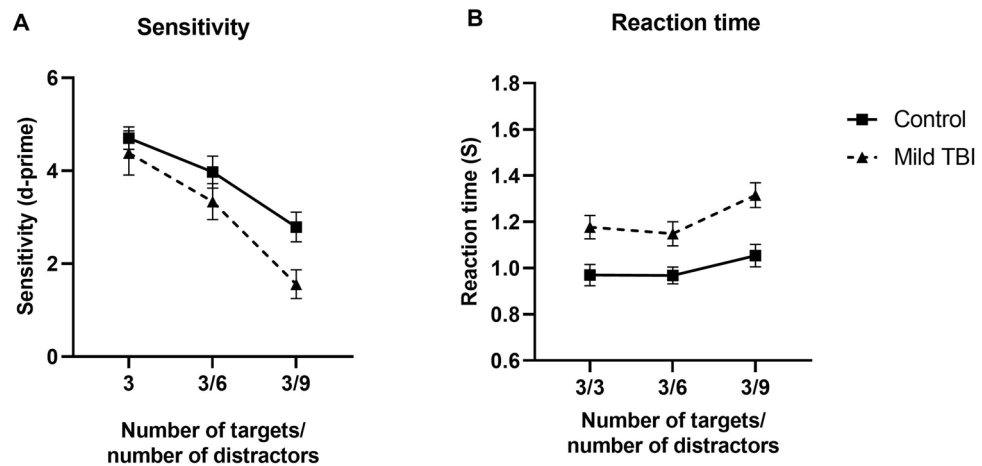 A
Sensitivity
Sensitivity (d-prime)
6
4
2
0
3
3/6
3/9
Number of targets/
number of distractors
B
Reaction time
Reaction time (S)
1.8
1.6
1.4
1.2
1.0
0.8
0.6
3/3
3/6
3/9
Number of targets/
number of distractors
Control
Mild TBI